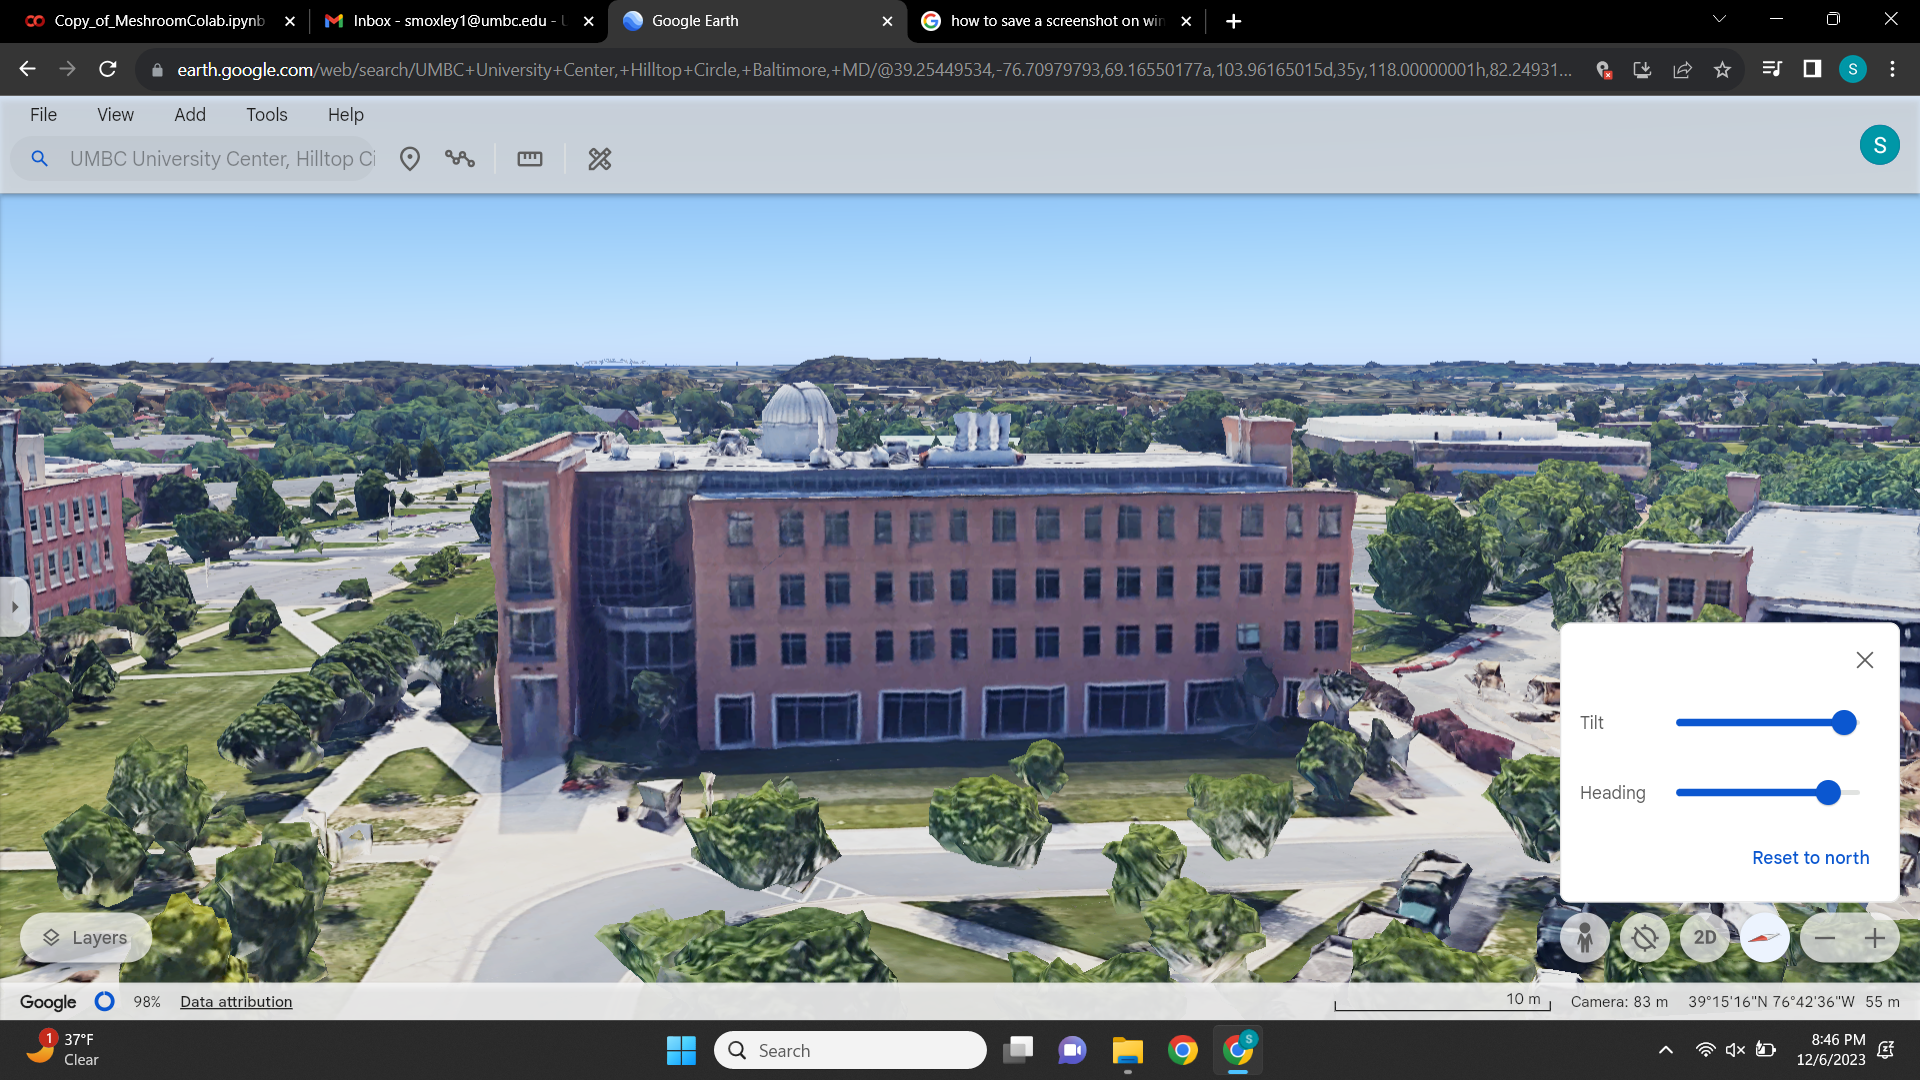 Copy_of_MeshroomColab.ipynb
Inbox - smoxley1@umbc.edu - U
Google Earth
how to save a screenshot on win
earth.google.com/web/search/UMBC+University+Center,+Hilltop+Circle,+Baltimore,+MD/@39.25449534,-76.70979793,69.16550177a,103.96165015d,35y,118.00000001h,82.24931...
S
File View Add Tools Help
UMBC University Center, Hilltop Ci
S
Tilt
Heading
Reset to north
Layers
2D
Google 98% Data attribution
10 m Camera: 83 m 39°15'16"N 76°42'36"W 55 m
1
37°F
Clear
Search
S
8:46 PM
12/6/2023